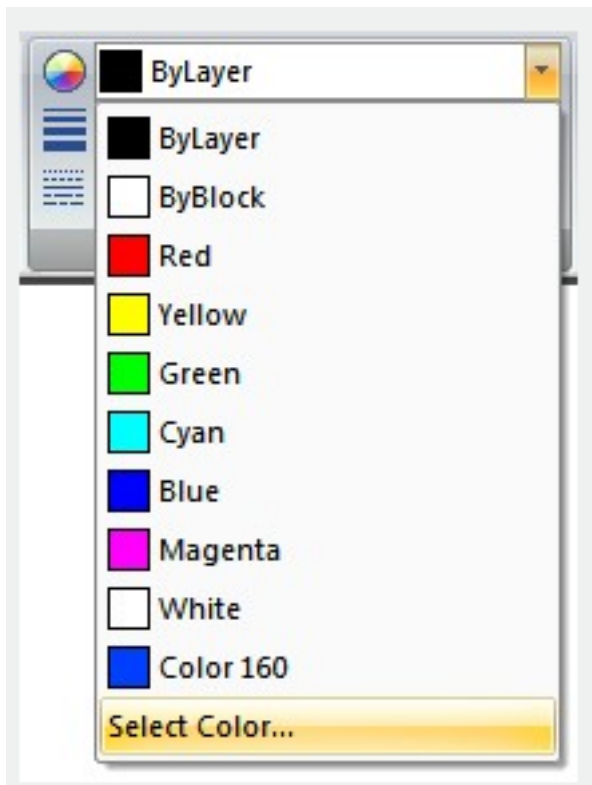 ByLayer
ByLayer
ByBlock
Red
Yellow
Green
Cyan
Blue
Magenta
White
Color 160
Select Color...